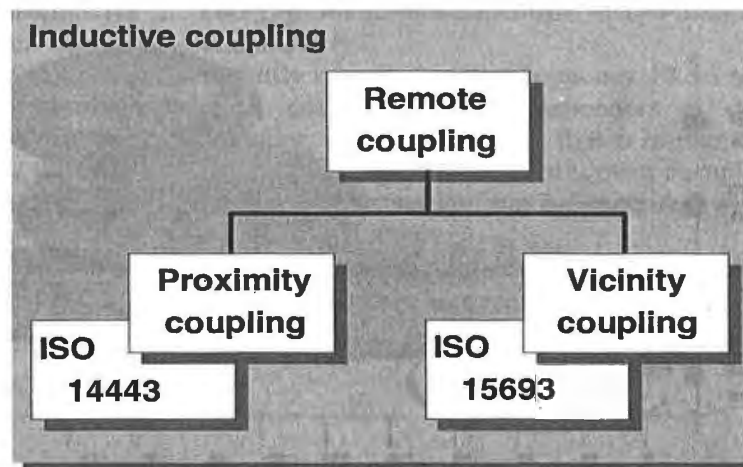 Inductive coupling
Remote
coupling
Proximity
coupling
ISO
14443
Vicinity
coupling
ISO
15693